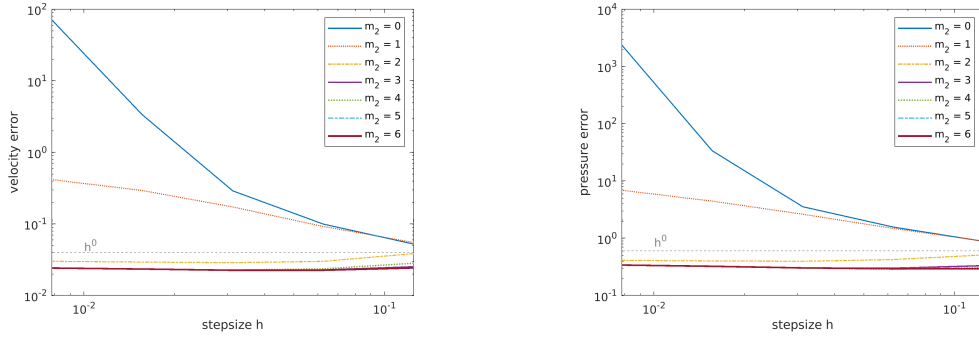 10^2
10^1
10^0
10^-1
10^-2
velocity error
h^0
m_2 = 0
m_2 = 1
m_2 = 2
m_2 = 3
m_2 = 4
m_2 = 5
m_2 = 6
10^-2
10^-1
stepsize h
10^4
10^3
10^2
10^1
10^0
10^-1
pressure error
h^0
m_2 = 0
m_2 = 1
m_2 = 2
m_2 = 3
m_2 = 4
m_2 = 5
m_2 = 6
10^-2
10^-1
stepsize h